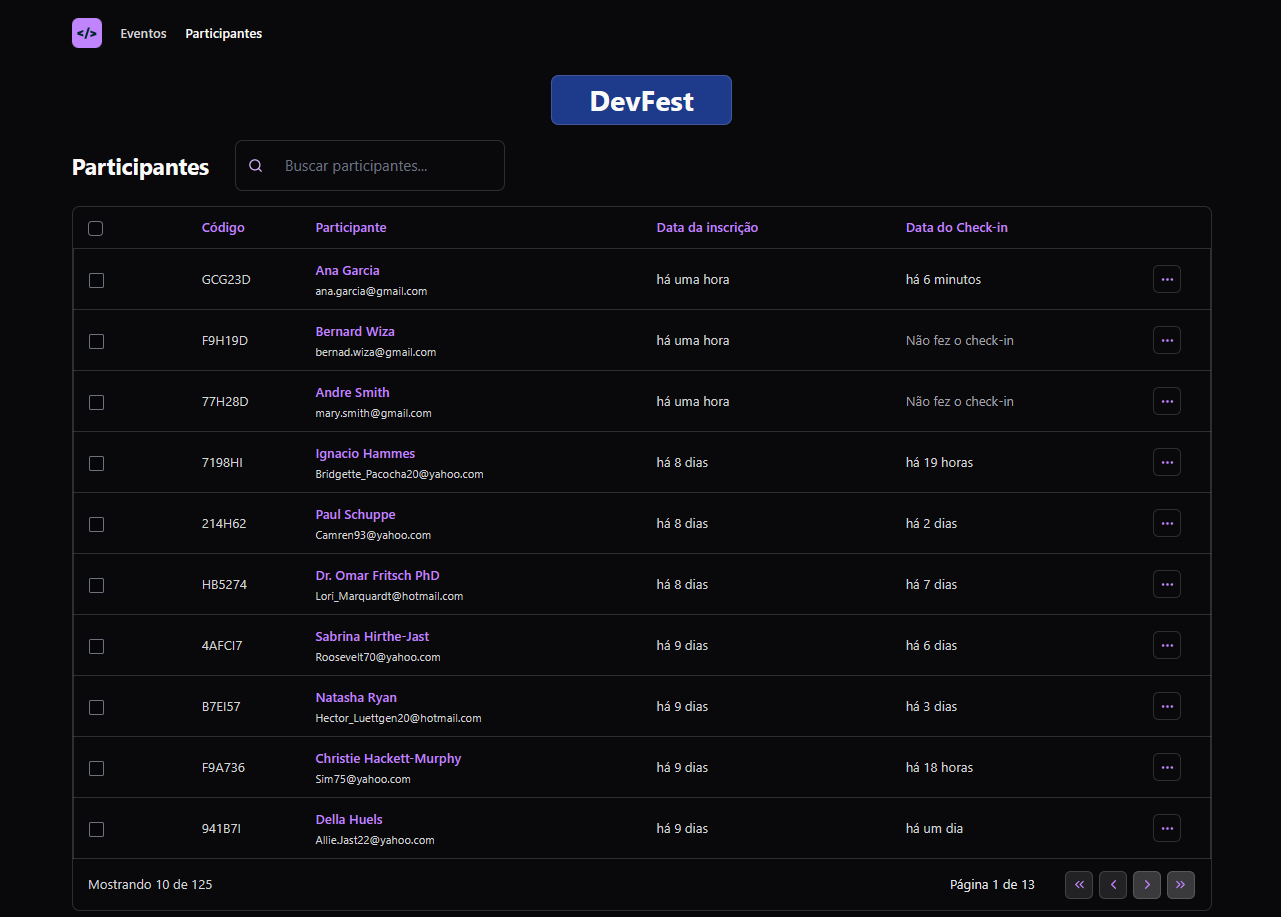 </> Eventos Participantes
DevFest
Participantes Buscar participantes...
Código Participante Data da inscrição Data do Check-in
GCG23D Ana Garcia há uma hora há 6 minutos
ana.garcia@gmail.com
F9H19D Bernard Wiza há uma hora Não fez o check-in
bernad.wiza@gmail.com
77H28D Andre Smith há uma hora Não fez o check-in
mary.smith@gmail.com
7198HI Ignacio Hammes há 8 dias há 19 horas
Bridgette_Pacocha20@yahoo.com
214H62 Paul Schuppe há 8 dias há 2 dias
Camren93@yahoo.com
HB5274 Dr. Omar Fritsch PhD há 8 dias há 7 dias
Lori_Marquardt@hotmail.com
4AFCI7 Sabrina Hirthe-Jast há 9 dias há 6 dias
Roosevelt70@yahoo.com
B7EI57 Natasha Ryan há 9 dias há 3 dias
Hector_Luettgen20@hotmail.com
F9A736 Christie Hackett-Murphy há 9 dias há 18 horas
Sim75@yahoo.com
941B7I Della Huels há 9 dias há um dia
Allie.Jast22@yahoo.com
Mostrando 10 de 125 Página 1 de 13